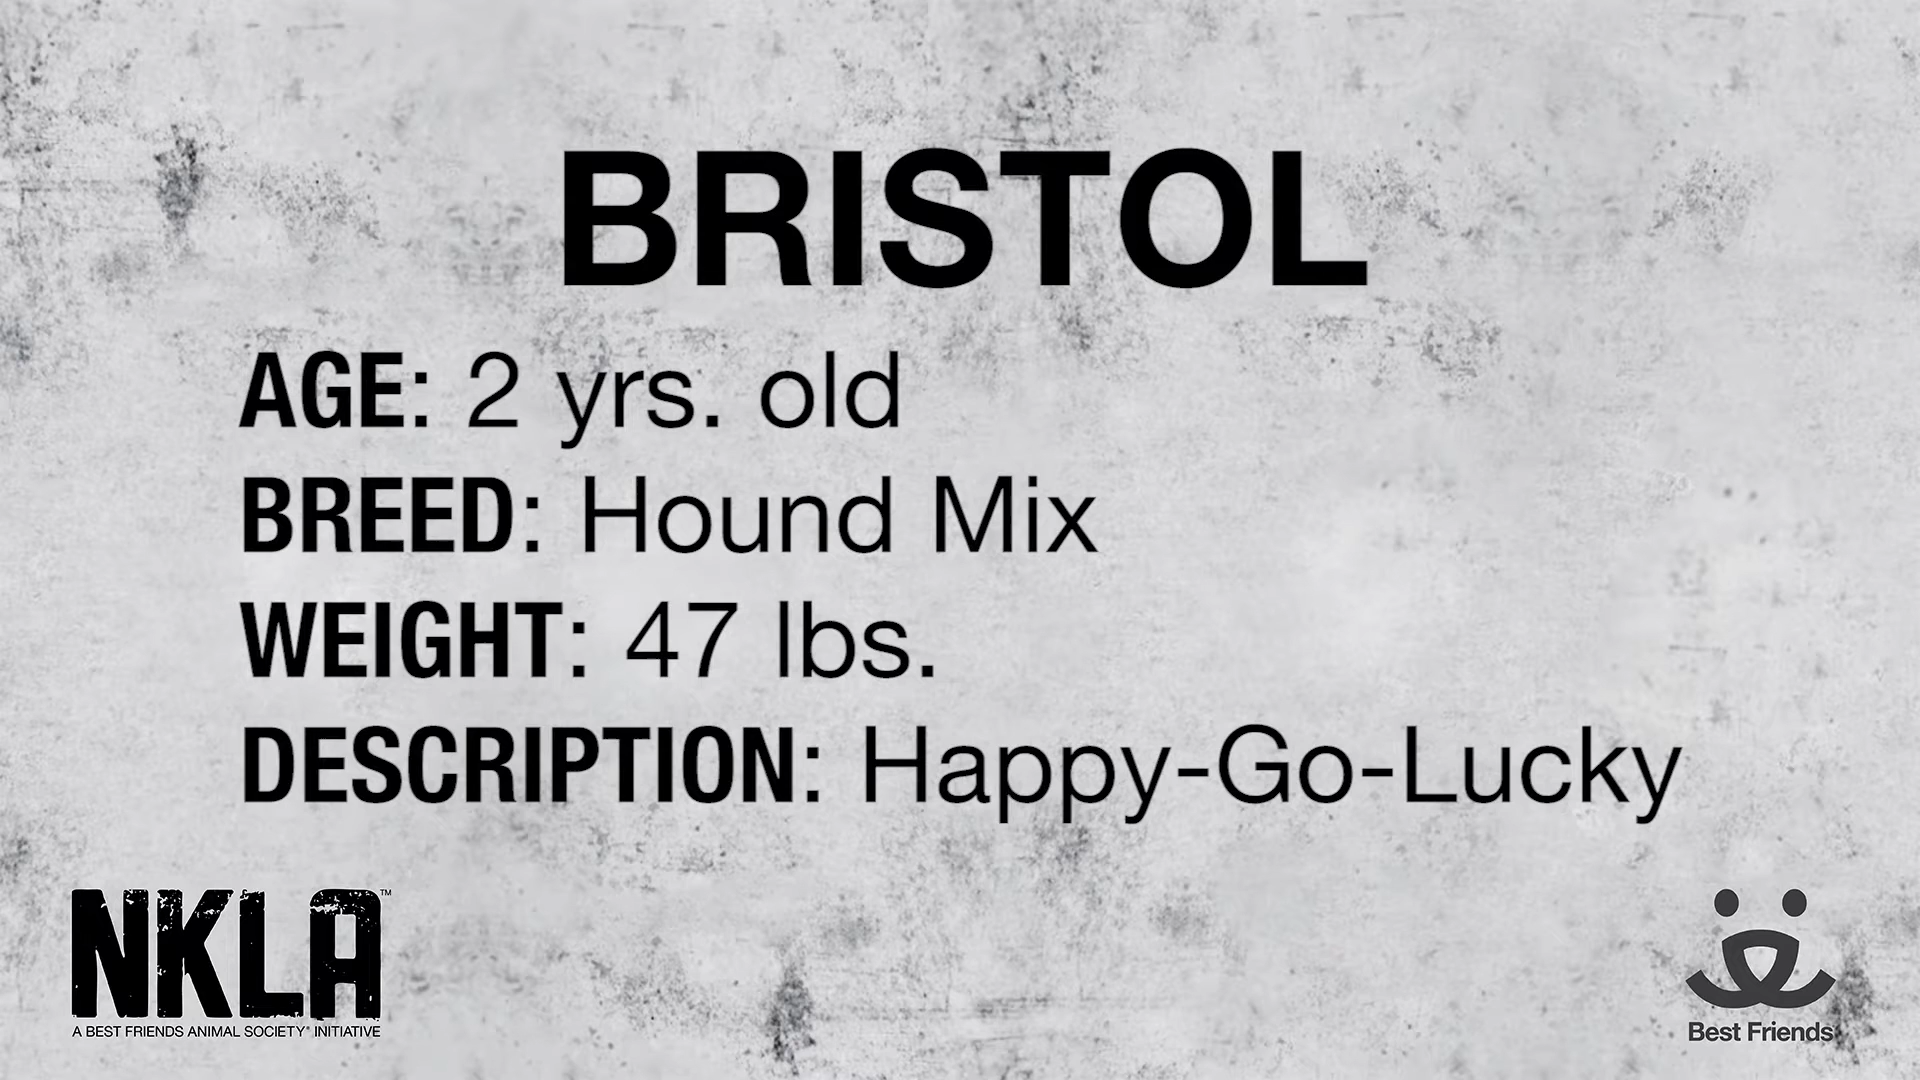 BRISTOL
AGE: 2 yrs. old
BREED: Hound Mix
WEIGHT: 47 lbs.
DESCRIPTION: Happy-Go-Lucky
NKLA™
A BEST FRIENDS ANIMAL SOCIETY® INITIATIVE
Best Friends